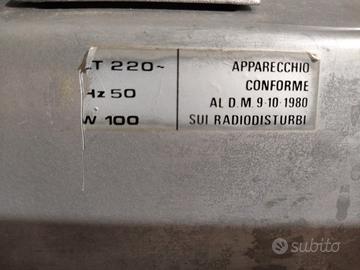 LT 220~
Hz 50
W 100
APPARECCHIO
CONFORME
AL D.M. 9-10-1980
SUI RADIODISTURBI
subito